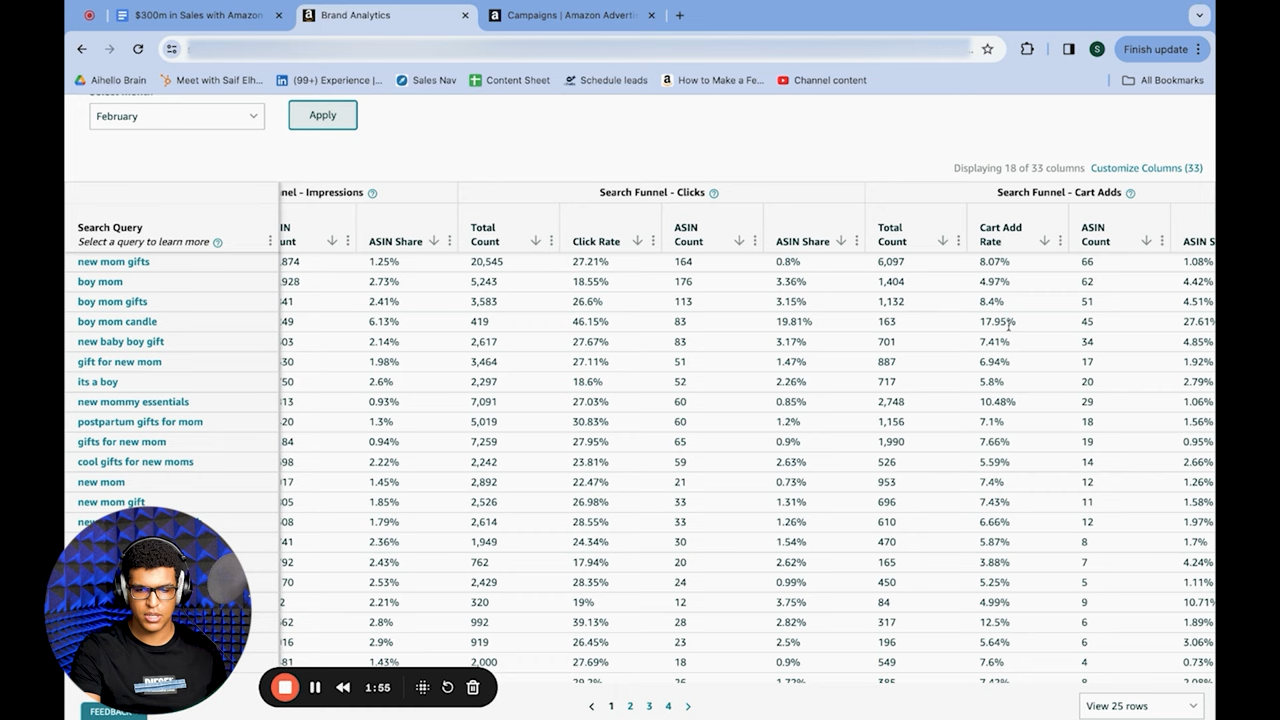 $300m in Sales with Amazon
Brand Analytics
Campaigns | Amazon Adverti
Finish update
Aihello Brain
Meet with Saif Elh...
(99+) Experience |...
Sales Nav
Content Sheet
Schedule leads
How to Make a Fe...
Channel content
All Bookmarks
February
Apply
Displaying 18 of 33 columns Customize Columns (33)
nel - Impressions
Search Funnel - Clicks
Search Funnel - Cart Adds
Search Query
Select a query to learn more
ASIN Share
Total Count
Click Rate
ASIN Count
ASIN Share
Total Count
Cart Add Rate
ASIN Count
ASIN S
new mom gifts 874 1.25% 20,545 27.21% 164 0.8% 6,097 8.07% 66 1.08%
boy mom 928 2.73% 5,243 18.55% 176 3.36% 1,404 4.97% 62 4.42%
boy mom gifts 41 2.41% 3,583 26.6% 113 3.15% 1,132 8.4% 51 4.51%
boy mom candle 49 6.13% 419 46.15% 83 19.81% 163 17.95% 45 27.61%
new baby boy gift 03 2.14% 2,617 27.67% 83 3.17% 701 7.41% 34 4.85%
gift for new mom 30 1.98% 3,464 27.11% 51 1.47% 887 6.94% 17 1.92%
its a boy 50 2.6% 2,297 18.6% 52 2.26% 717 5.8% 20 2.79%
new mommy essentials 13 0.93% 7,091 27.03% 60 0.85% 2,748 10.48% 29 1.06%
postpartum gifts for mom 20 1.3% 5,019 30.83% 60 1.2% 1,156 7.1% 18 1.56%
gifts for new mom 84 0.94% 7,259 27.95% 65 0.9% 1,990 7.66% 19 0.95%
cool gifts for new moms 98 2.22% 2,242 23.81% 59 2.63% 526 5.59% 14 2.66%
new mom 17 1.45% 2,892 22.47% 21 0.73% 953 7.4% 12 1.26%
new mom gift 05 1.85% 2,526 26.98% 33 1.31% 696 7.43% 11 1.58%
08 1.79% 2,614 28.55% 33 1.26% 610 6.66% 12 1.97%
41 2.36% 1,949 24.34% 30 1.54% 470 5.87% 8 1.7%
92 2.43% 762 17.94% 20 2.62% 165 3.88% 7 4.24%
70 2.53% 2,429 28.35% 24 0.99% 450 5.25% 5 1.11%
2 2.21% 320 19% 12 3.75% 84 4.99% 9 10.71%
62 2.8% 992 39.13% 28 2.82% 317 12.5% 6 1.89%
16 2.9% 919 26.45% 23 2.5% 196 5.64% 6 3.06%
81 1.43% 2,000 27.69% 18 0.9% 549 7.6% 4 0.73%
DIESEL
1:55
FEEDBACK
1 2 3 4
View 25 rows